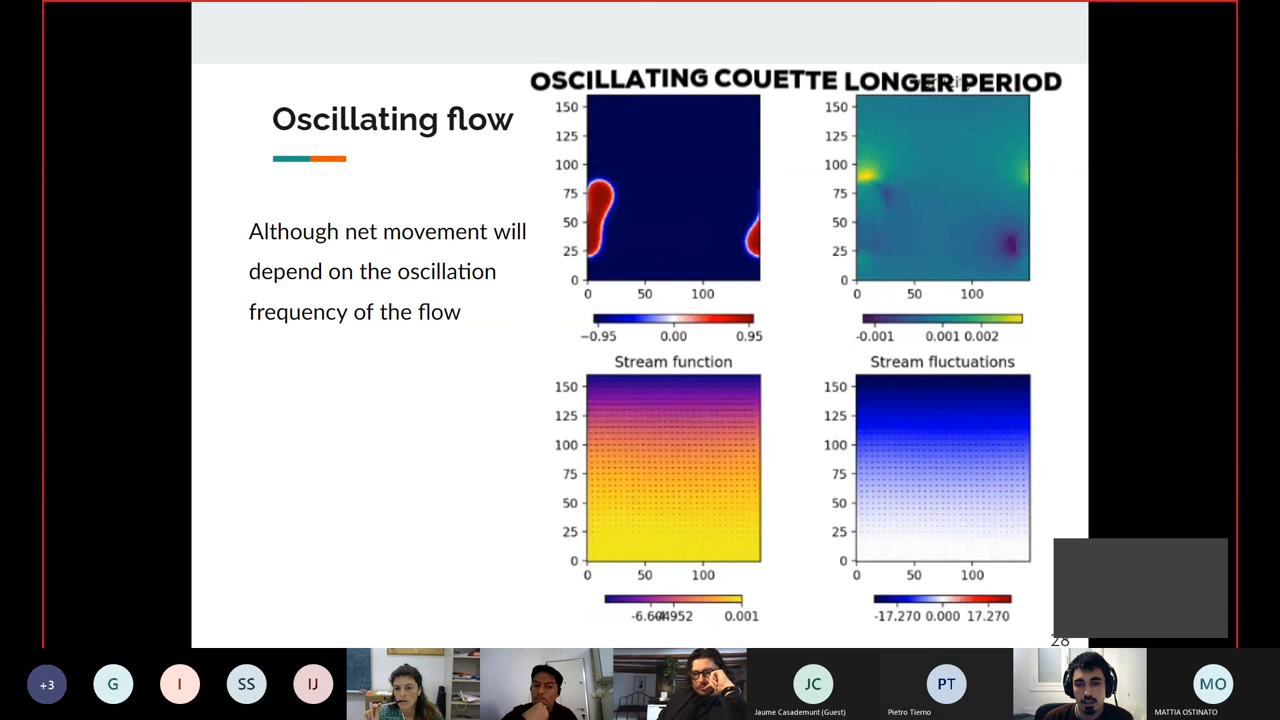 Oscillating flow
Although net movement will
depend on the oscillation
frequency of the flow
OSCILLATING COUETTE LONGER PERIOD
150
125
100
75
50
25
0
0 50 100
−0.95 0.00 0.95
150
125
100
75
50
25
0
0 50 100
-0.001 0.001 0.002
Stream function
150
125
100
75
50
25
0
0 50 100
0.001
Stream fluctuations
150
125
100
75
50
25
0
0 50 100
-17.270 0.000 17.270
28
+3
G
I
SS
IJ
JC
Jaume Casademunt (Guest)
PT
Pietro Tierno
MO
MATTIA OSTINATO